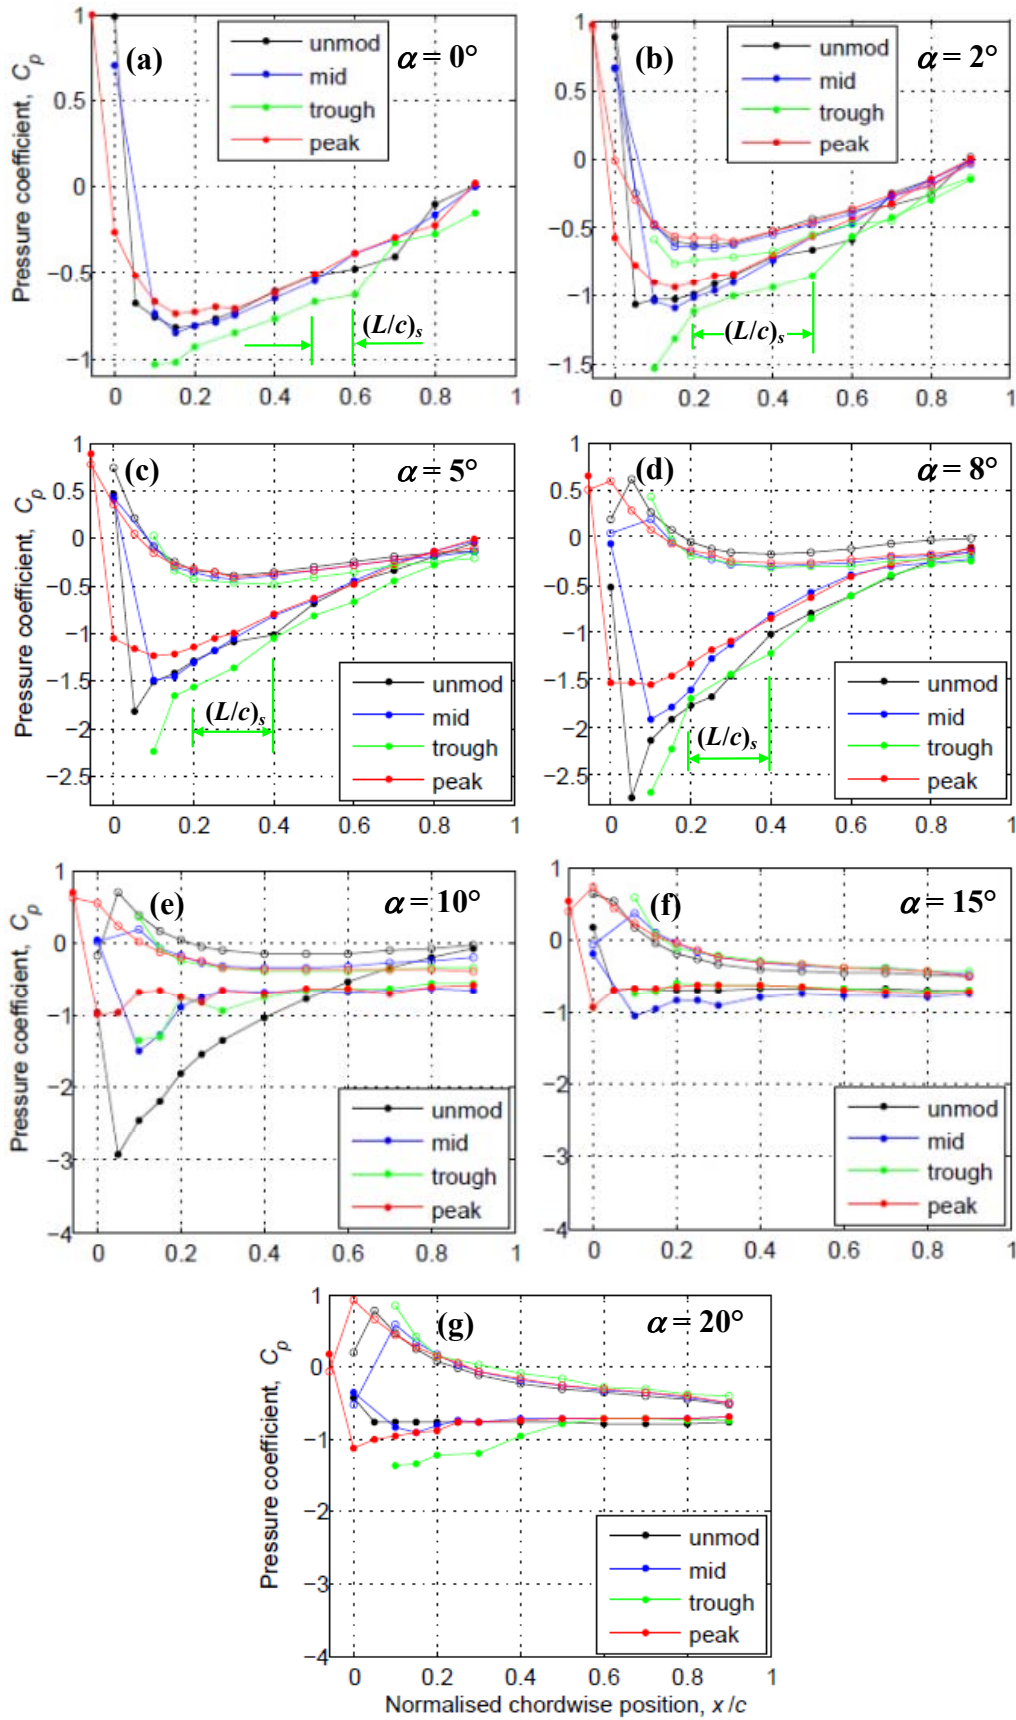 (a) α = 0°
unmod
mid
trough
peak
Pressure coefficient, Cp
1
0.5
0
−0.5
−1
(L/c)s
0 0.2 0.4 0.6 0.8 1
(b) α = 2°
unmod
mid
trough
peak
1
0.5
0
−0.5
−1
−1.5
(L/c)s
0 0.2 0.4 0.6 0.8 1
(c) α = 5°
Pressure coefficient, Cp
1
0.5
0
−0.5
−1
−1.5
−2
−2.5
(L/c)s
unmod
mid
trough
peak
0 0.2 0.4 0.6 0.8 1
(d) α = 8°
1
0.5
0
−0.5
−1
−1.5
−2
−2.5
(L/c)s
unmod
mid
trough
peak
0 0.2 0.4 0.6 0.8 1
(e) α = 10°
Pressure coefficient, Cp
1
0
−1
−2
−3
−4
unmod
mid
trough
peak
0 0.2 0.4 0.6 0.8 1
(f) α = 15°
1
0
−1
−2
−3
−4
unmod
mid
trough
peak
0 0.2 0.4 0.6 0.8 1
(g) α = 20°
Pressure coefficient, Cp
1
0
−1
−2
−3
−4
unmod
mid
trough
peak
0 0.2 0.4 0.6 0.8 1
Normalised chordwise position, x/c